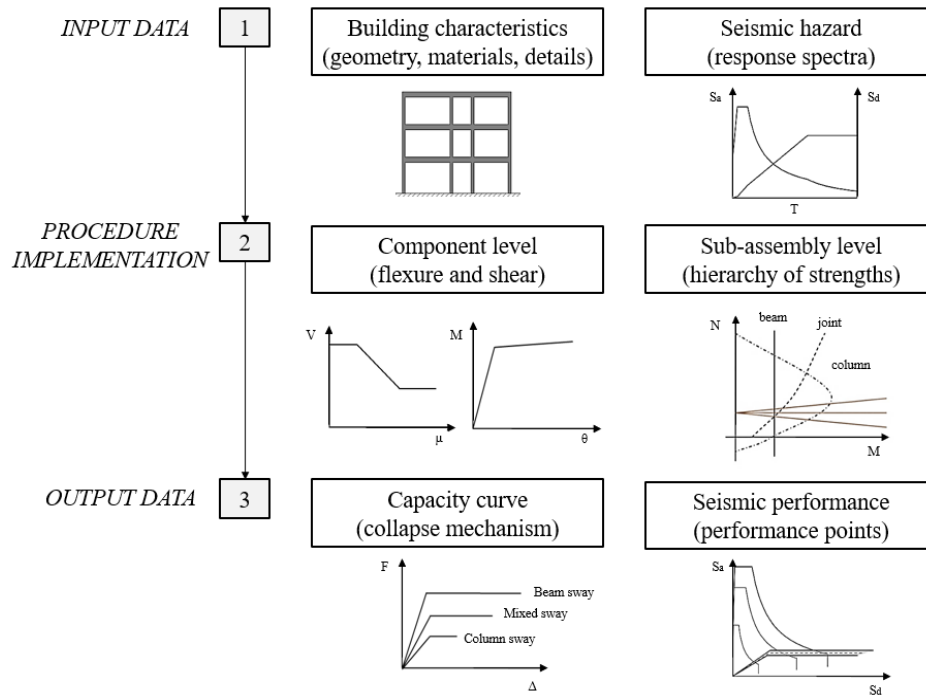 INPUT DATA
1
Building characteristics
(geometry, materials, details)
Seismic hazard
(response spectra)
Sa
Sd
T
PROCEDURE
IMPLEMENTATION
2
Component level
(flexure and shear)
Sub-assembly level
(hierarchy of strengths)
V
μ
M
θ
N
beam
joint
column
M
OUTPUT DATA
3
Capacity curve
(collapse mechanism)
Seismic performance
(performance points)
F
Beam sway
Mixed sway
Column sway
Δ
Sa
Sd